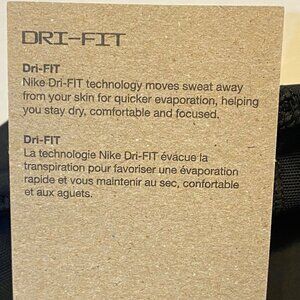 DRI-FIT
Dri-FIT
Nike Dri-FIT technology moves sweat away
from your skin for quicker evaporation, helping
you stay dry, comfortable and focused.
Dri-FIT
La technologie Nike Dri-FIT évacue la
transpiration pour favoriser une évaporation
rapide et vous maintenir au sec, confortable
et aux aguets.